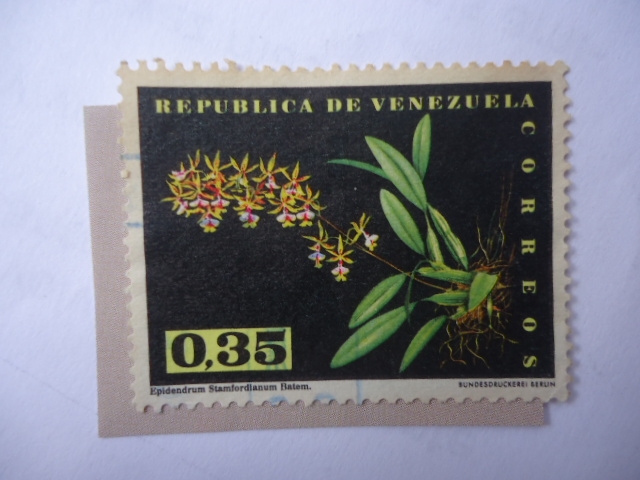 REPUBLICA DE VENEZUELA
CORREOS
0,35
Epidendrum Stamfordianum Batem.
BUNDESDRUCKEREI BERLIN